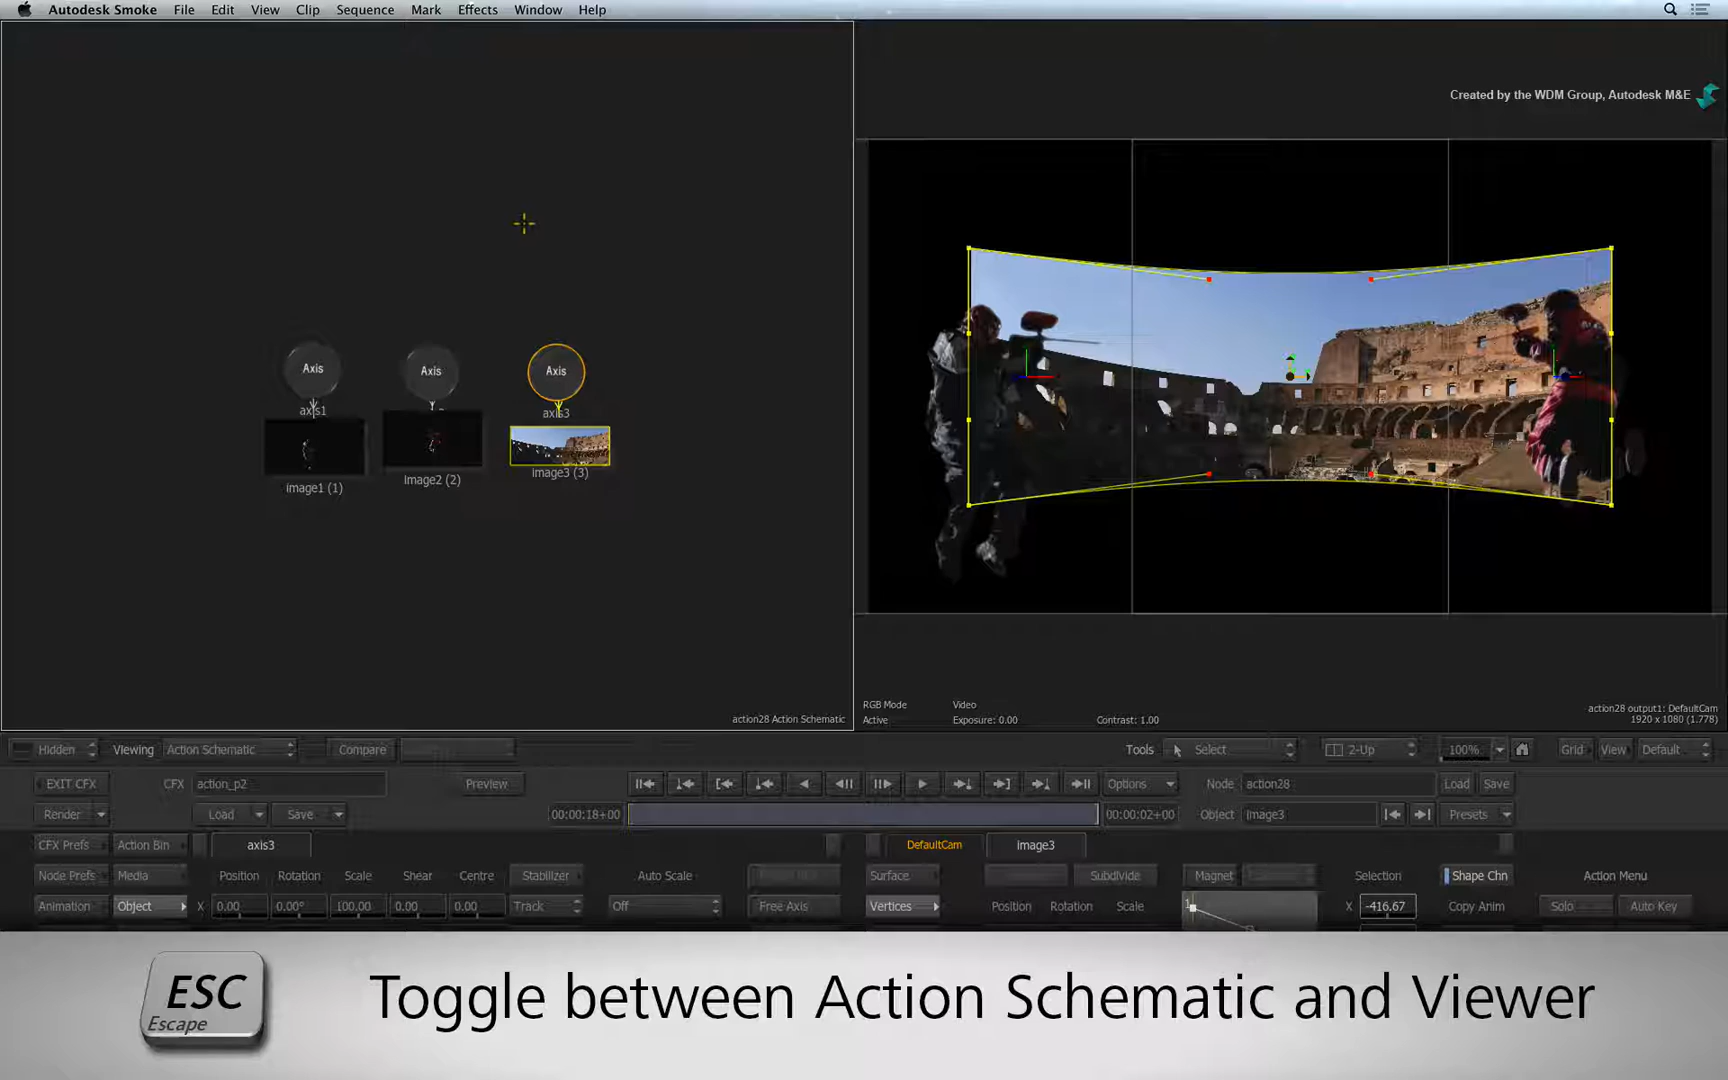 Autodesk Smoke File Edit View Clip Sequence Mark Effects Window Help
Created by the WDM Group, Autodesk M&E
Axis Axis Axis
axis1 axis3
image1 (1) image2 (2) image3 (3)
action28 Action Schematic
RGB Mode Video
Active Exposure: 0.00 Contrast: 1.00
action28 output1: DefaultCam
1920 x 1080 (1.778)
Hidden Viewing Action Schematic Compare Tools Select 2-Up 100% Grid View Default
EXIT CFX CFX action_p2 Preview Options Node action28 Load Save
Render Load Save 00:00:18+00 00:00:02+00 Object image3 Presets
CFX Prefs Action Bin axis3 DefaultCam image3
Node Prefs Media Position Rotation Scale Shear Centre Stabilizer Auto Scale Surface Subdivide Magnet Selection Shape Chn Action Menu
Animation Object X 0.00 0.00° 100.00 0.00 0.00 Track Off Free Axis Vertices Position Rotation Scale 1 X -416.67 Copy Anim Solo Auto Key
ESC
Escape
Toggle between Action Schematic and Viewer